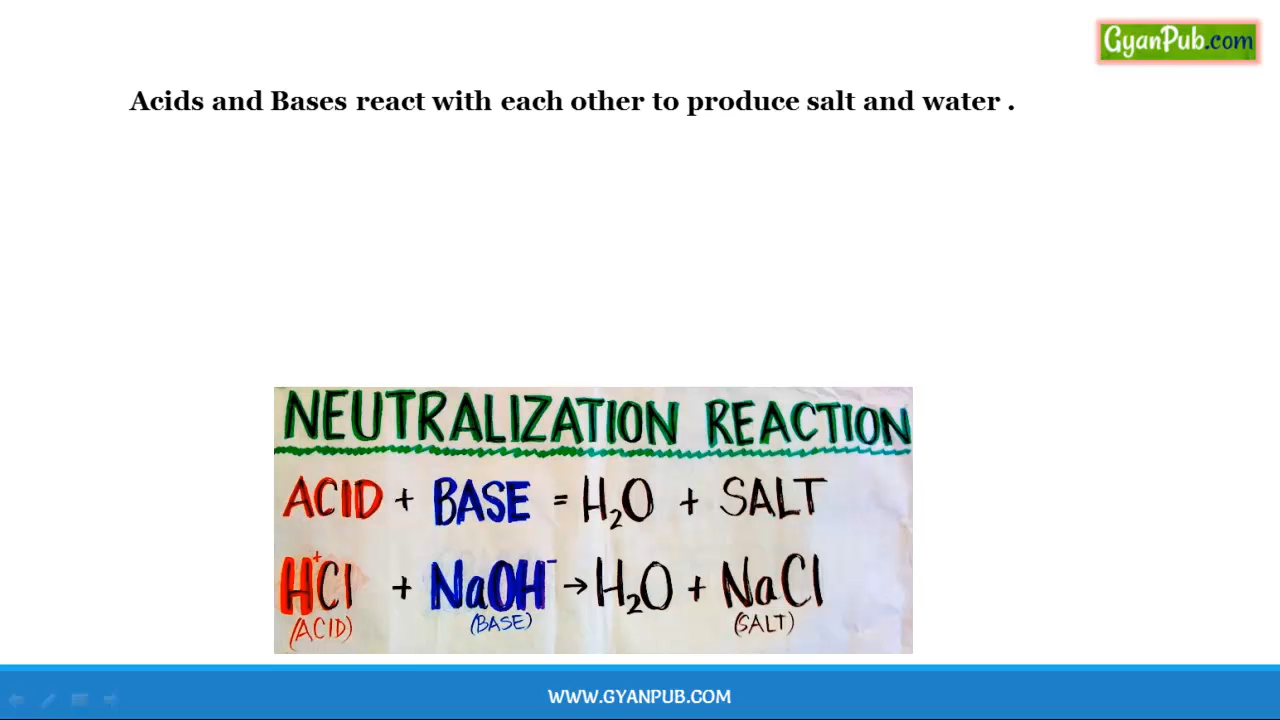 GyanPub.com
Acids and Bases react with each other to produce salt and water .
NEUTRALIZATION REACTION
ACID + BASE = H₂O + SALT
H⁺Cl + NaOH⁻ → H₂O + NaCl
(ACID) (BASE) (SALT)
WWW.GYANPUB.COM